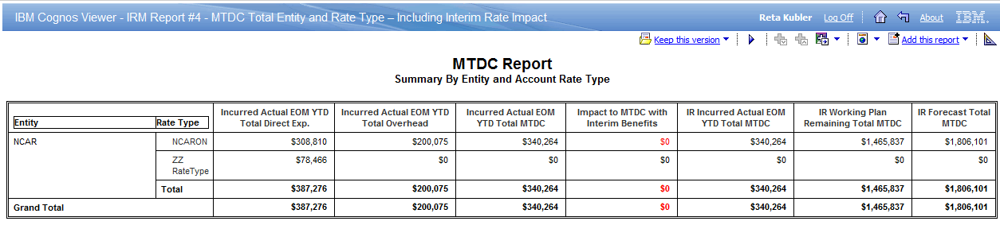 IBM Cognos Viewer - IRM Report #4 - MTDC Total Entity and Rate Type – Including Interim Rate Impact Reta Kubler Log Off About IBM.
Keep this version Add this report
MTDC Report
Summary By Entity and Account Rate Type
Entity Rate Type Incurred Actual EOM YTD Total Direct Exp. Incurred Actual EOM YTD Total Overhead Incurred Actual EOM YTD Total MTDC Impact to MTDC with Interim Benefits IR Incurred Actual EOM YTD Total MTDC IR Working Plan Remaining Total MTDC IR Forecast Total MTDC
NCAR NCARON $308,810 $200,075 $340,264 $0 $340,264 $1,465,837 $1,806,101
ZZ RateType $78,466 $0 $0 $0 $0 $0 $0
Total $387,276 $200,075 $340,264 $0 $340,264 $1,465,837 $1,806,101
Grand Total $387,276 $200,075 $340,264 $0 $340,264 $1,465,837 $1,806,101